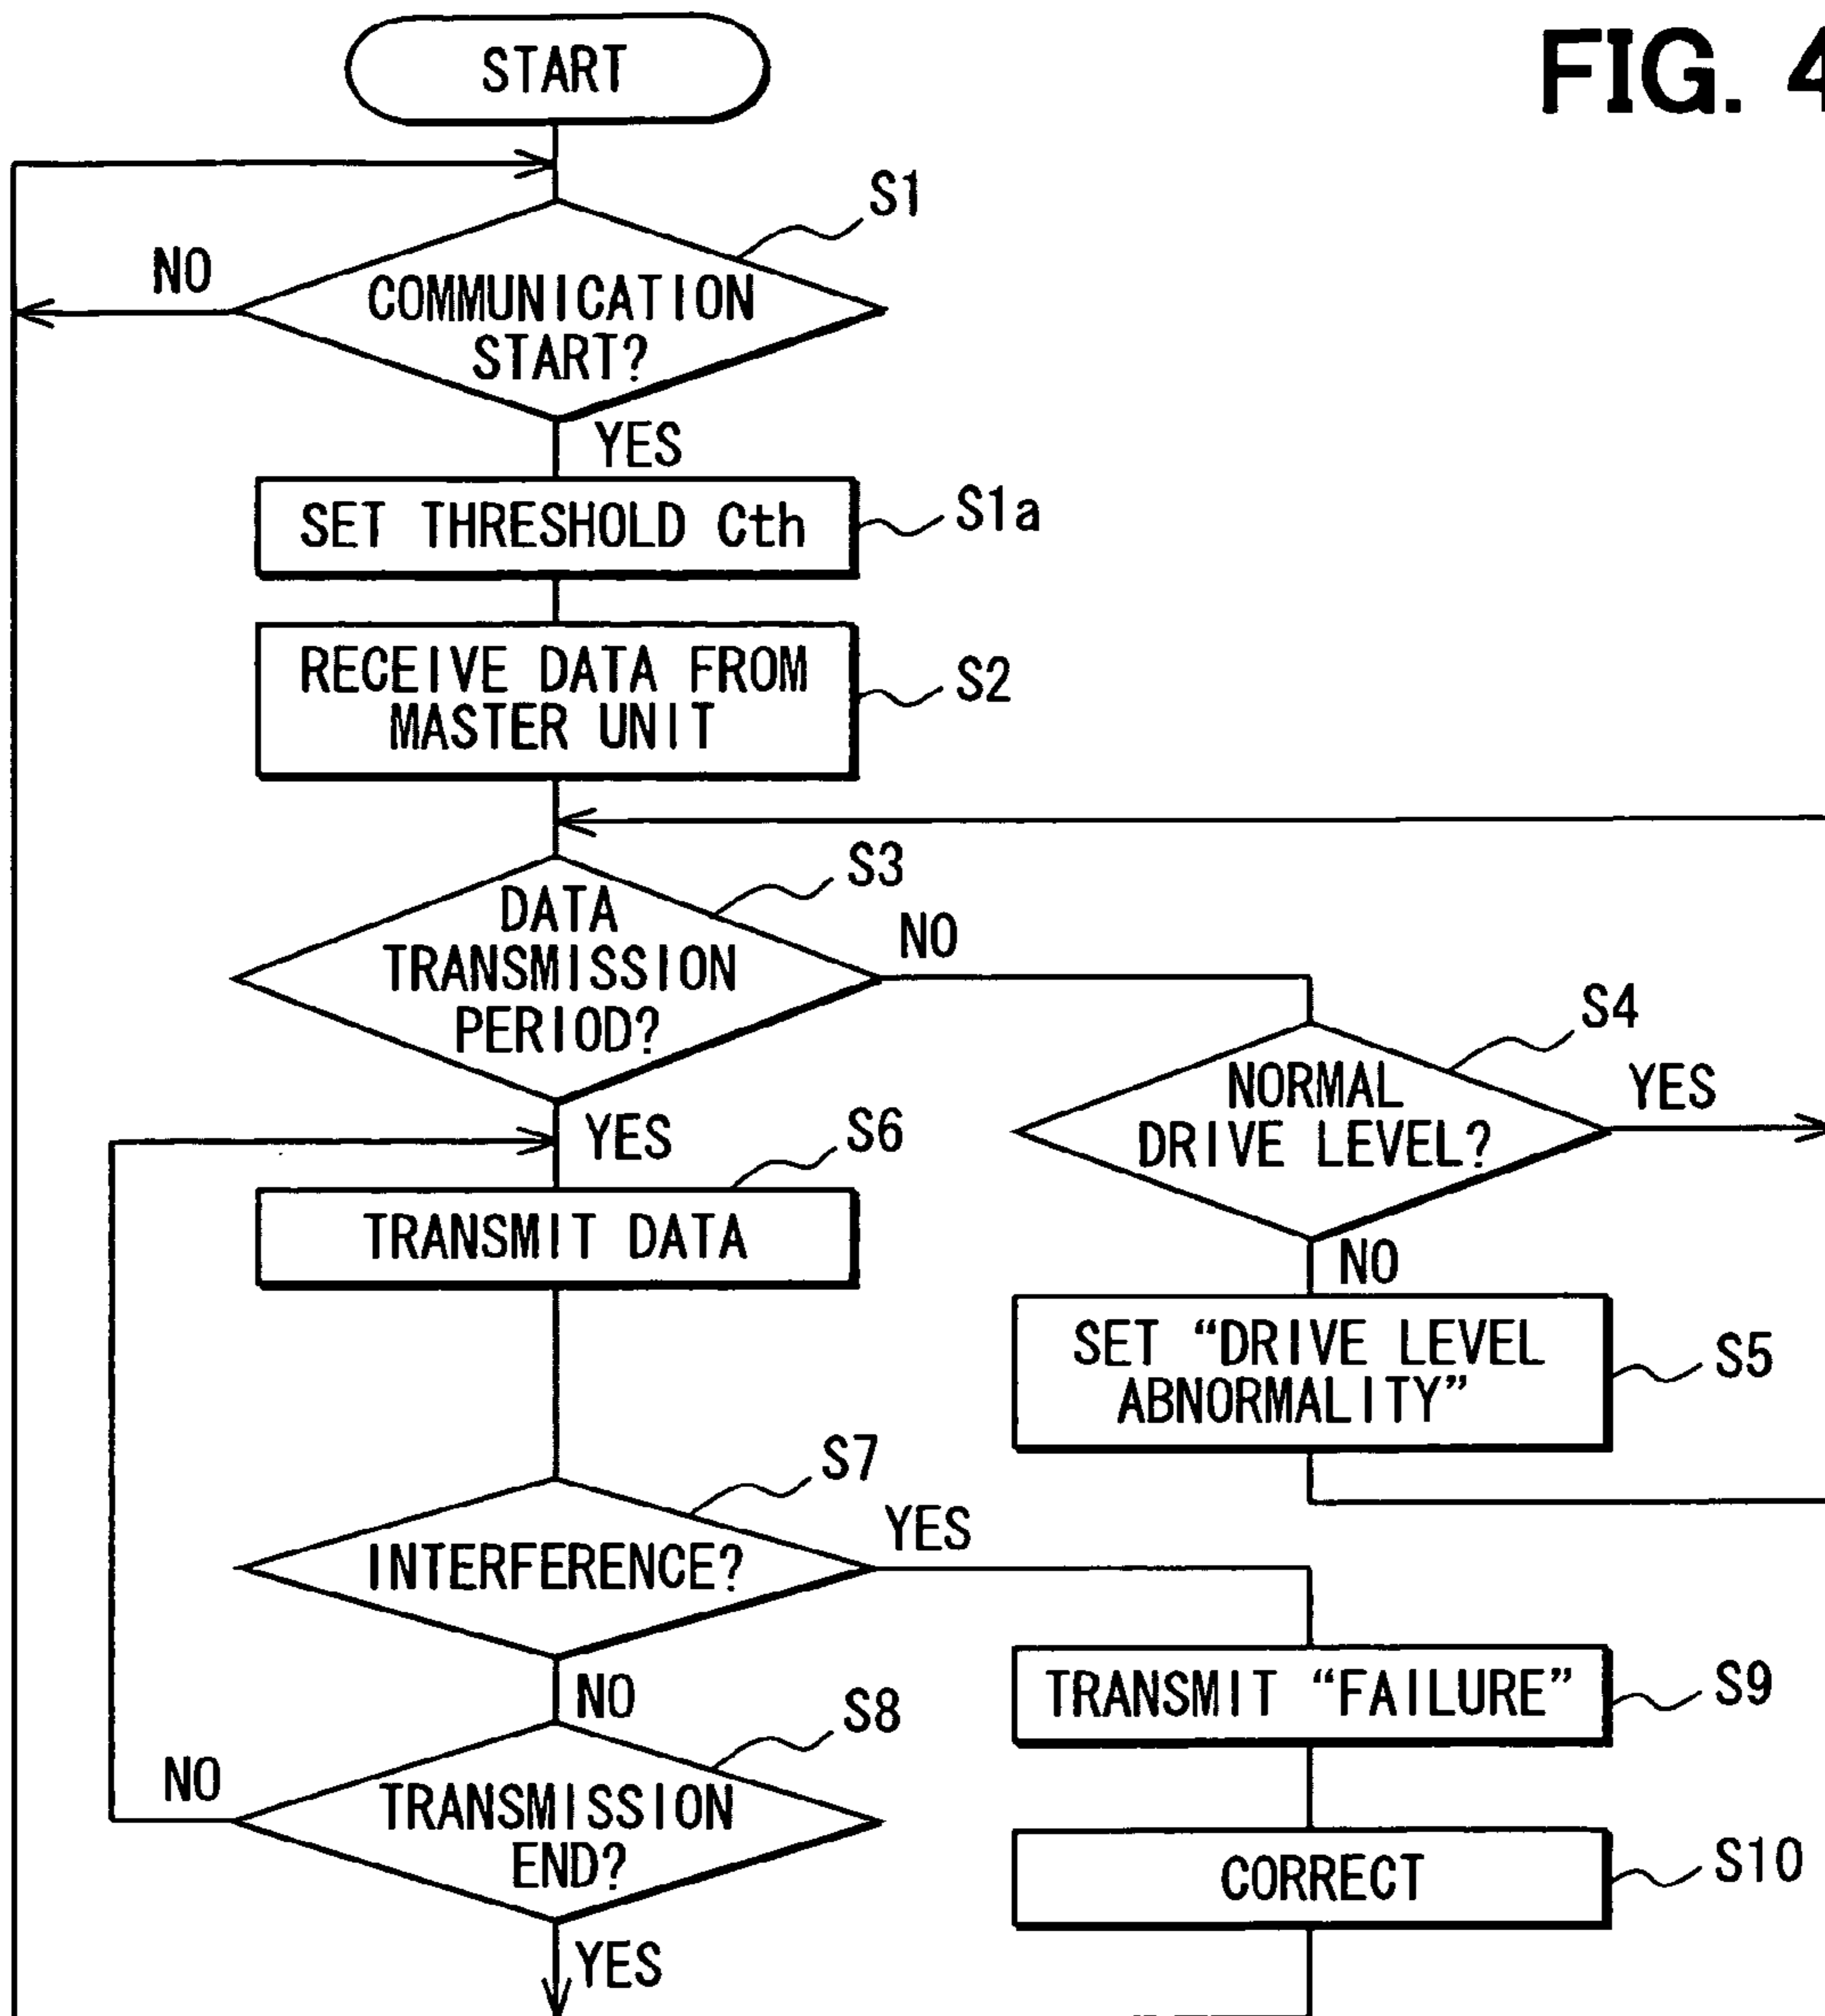 FIG. 4
START
S1
NO
COMMUNICATION
START?
YES
SET THRESHOLD Cth
S1a
RECEIVE DATA FROM
MASTER UNIT
S2
S3
DATA
TRANSMISSION
PERIOD?
NO
S4
NORMAL
DRIVE LEVEL?
YES
YES
S6
TRANSMIT DATA
NO
SET “DRIVE LEVEL
ABNORMALITY”
S5
S7
INTERFERENCE?
YES
NO
TRANSMIT “FAILURE”
S9
S8
NO
TRANSMISSION
END?
CORRECT
S10
YES